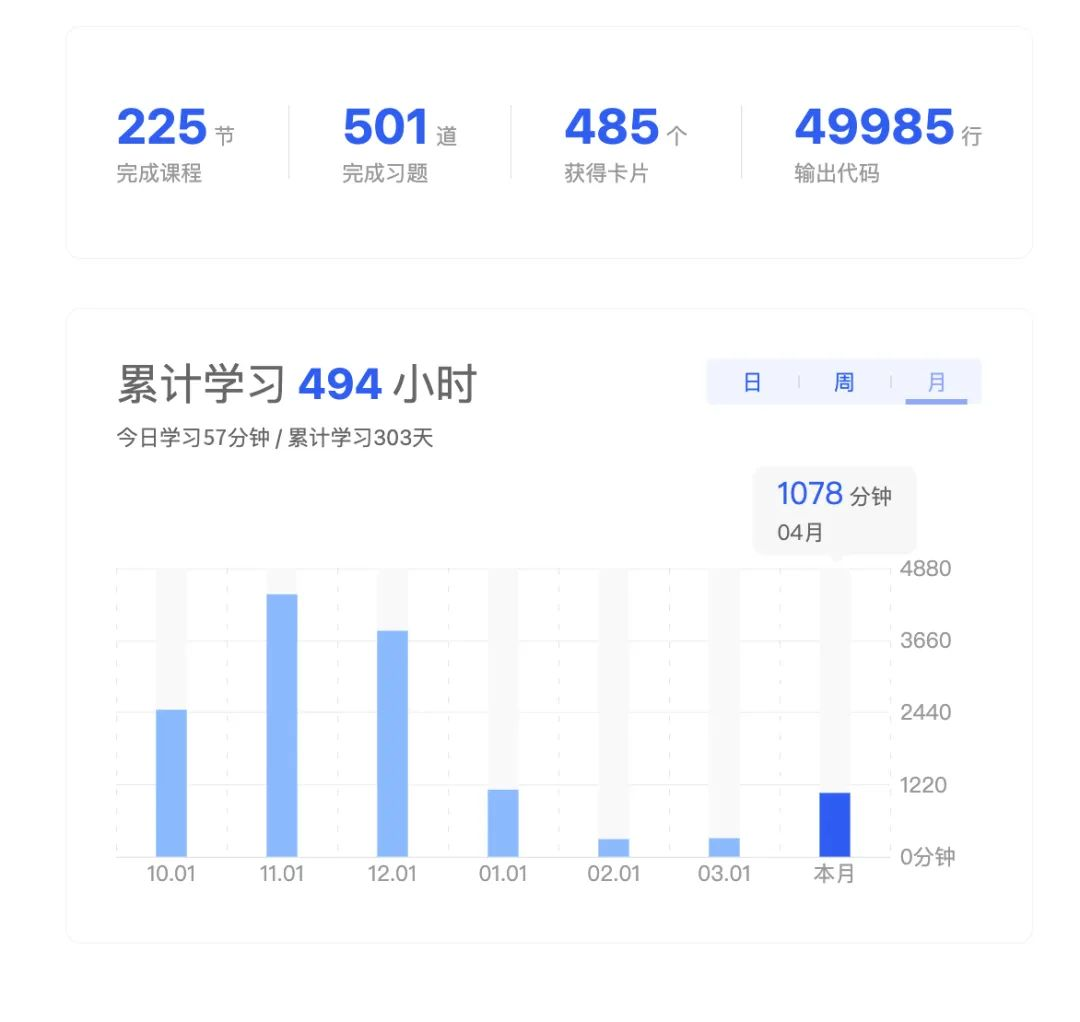 225 节 501 道 485 个 49985 行
完成课程 完成习题 获得卡片 输出代码
累计学习 494 小时
日 周 月
今日学习57分钟 / 累计学习303天
1078 分钟
04月
4880
3660
2440
1220
0分钟
10.01 11.01 12.01 01.01 02.01 03.01 本月